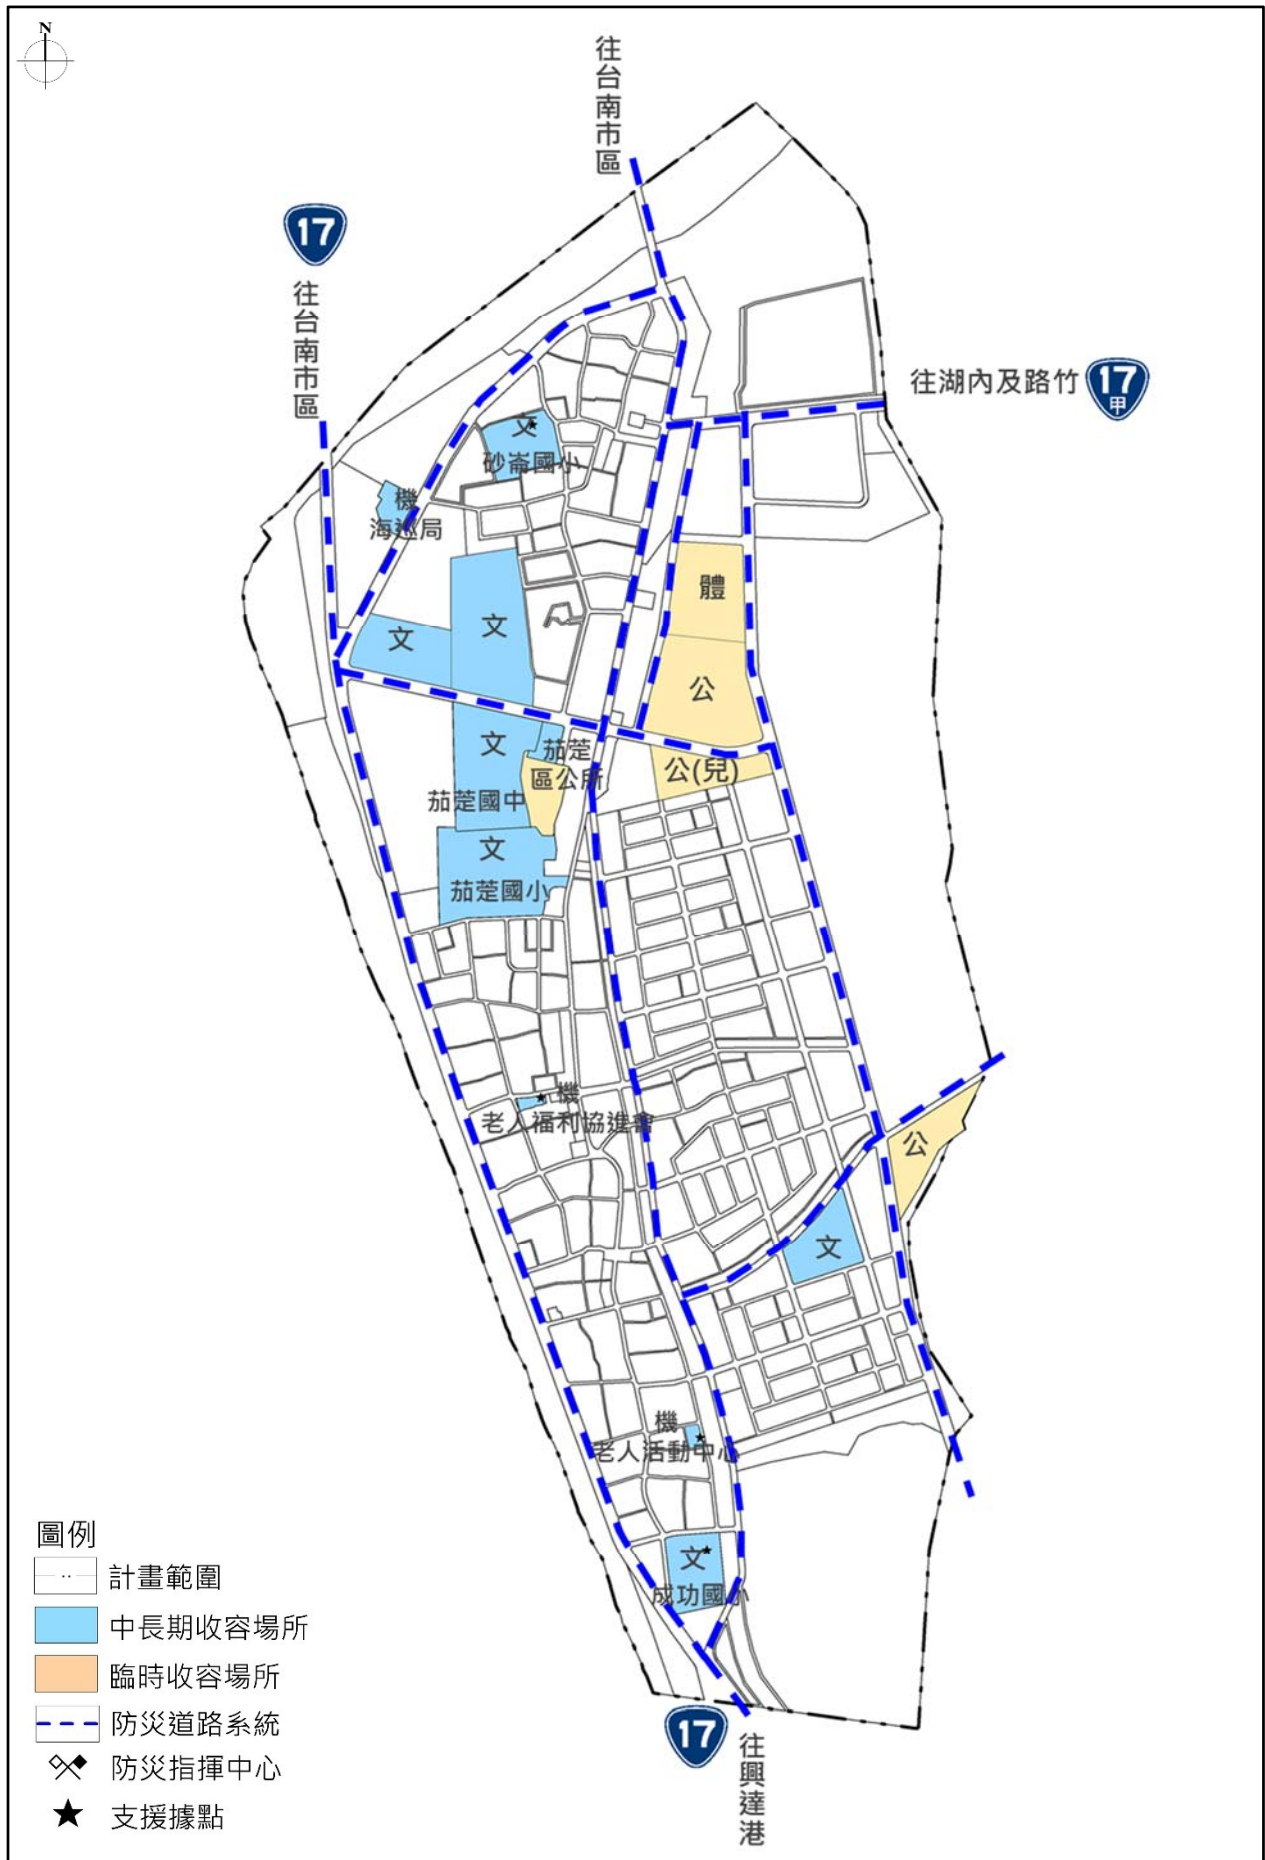 N
往台南市區
17
往台南市區
往湖內及路竹
17
甲
文
砂崙國小
機
海巡局
體
文
文
公
文
茄萣
區公所
公(兒)
茄萣國中
文
茄萣國小
機
老人福利協進會
公
文
機
老人活動中心
文
成功國小
圖例
計畫範圍
中長期收容場所
臨時收容場所
防災道路系統
防災指揮中心
支援據點
17
往興達港